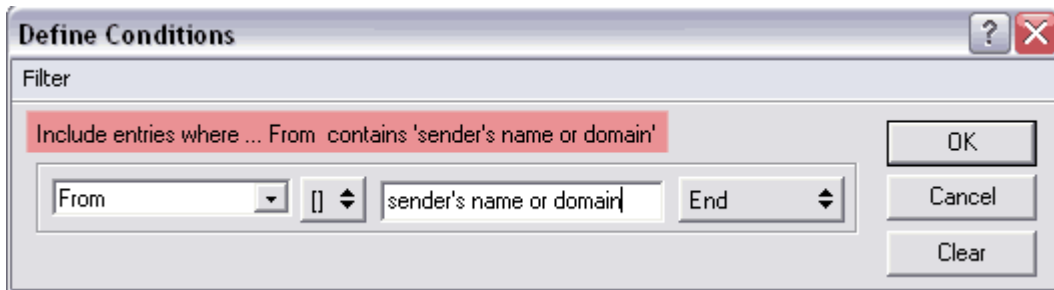 Define Conditions
?
Filter
Include entries where ... From contains 'sender's name or domain'
OK
From
[]
sender's name or domain
End
Cancel
Clear